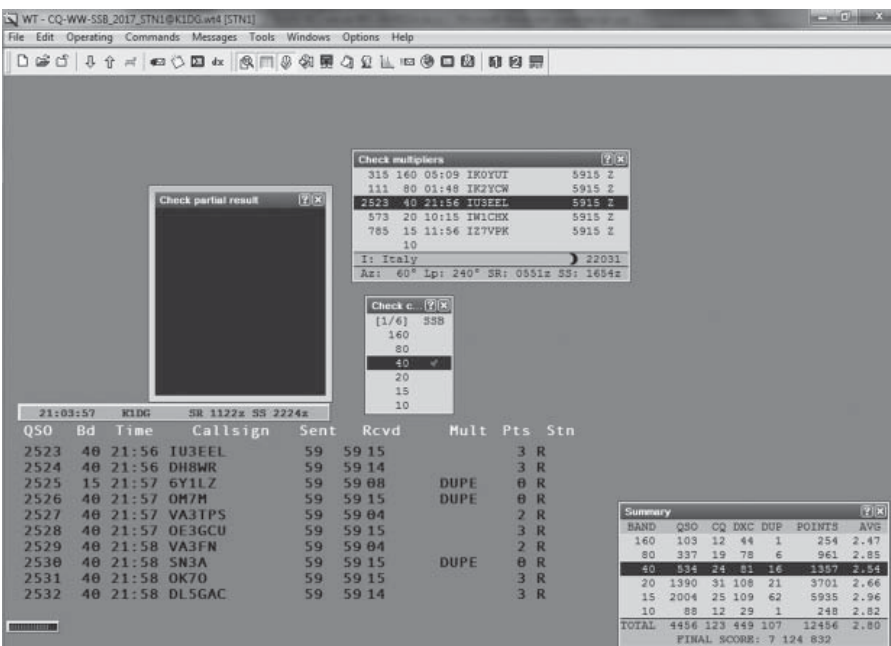 WT - CQ-WW-SSB_2017_STN1@K1DG.wt4 [STN1]
File Edit Operating Commands Messages Tools Windows Options Help
dx
Check multipliers
315 160 05:09 IK0YUT 5915 Z
111 80 01:48 IK2YCW 5915 Z
2523 40 21:56 IU3EEL 5915 Z
573 20 10:15 IW1CHX 5915 Z
785 15 11:56 IZ7VPK 5915 Z
10
I: Italy 22031
Az: 60° Lp: 240° SR: 0551z SS: 1654z
Check partial result
Check c...
[1/6] SSB
160
80
40
20
15
10
21:03:57 K1DG SR 1122z SS 2224z
QSO Bd Time Callsign Sent Rcvd Mult Pts Stn
2523 40 21:56 IU3EEL 59 59 15 3 R
2524 40 21:56 DH8WR 59 59 14 3 R
2525 15 21:57 6Y1LZ 59 59 08 DUPE 0 R
2526 40 21:57 OM7M 59 59 15 DUPE 0 R
2527 40 21:57 VA3TPS 59 59 04 2 R
2528 40 21:57 OE3GCU 59 59 15 3 R
2529 40 21:58 VA3FN 59 59 04 2 R
2530 40 21:58 SN3A 59 59 15 DUPE 0 R
2531 40 21:58 OK7O 59 59 15 3 R
2532 40 21:58 DL5GAC 59 59 14 3 R
Summary
BAND QSO CQ DXC DUP POINTS AVG
160 103 12 44 1 254 2.47
80 337 19 78 6 961 2.85
40 534 24 81 16 1357 2.54
20 1390 31 108 21 3701 2.66
15 2004 25 109 62 5935 2.96
10 88 12 29 1 248 2.82
TOTAL 4456 123 449 107 12456 2.80
FINAL SCORE: 7 124 832